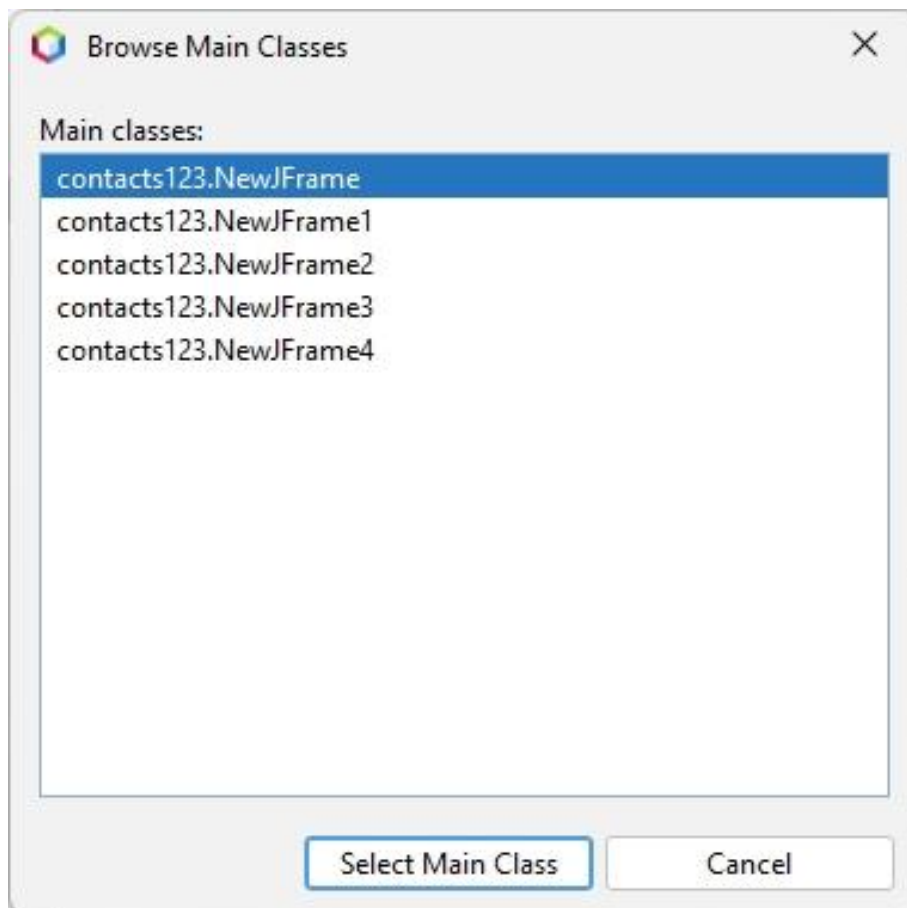 Browse Main Classes
Main classes:
contacts123.NewJFrame
contacts123.NewJFrame1
contacts123.NewJFrame2
contacts123.NewJFrame3
contacts123.NewJFrame4
Select Main Class Cancel